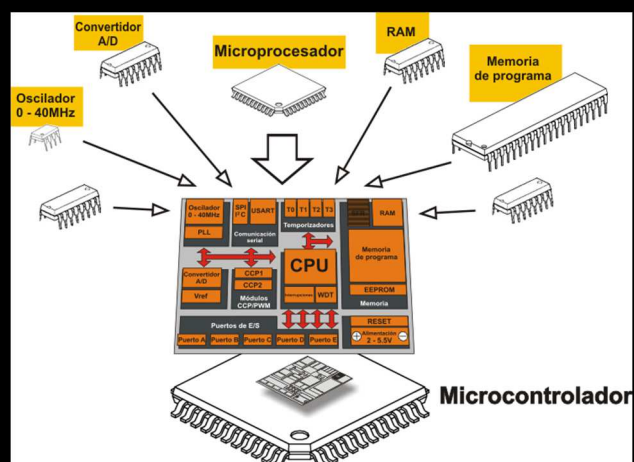 Convertidor
A/D
Microprocesador
RAM
Memoria
de programa
Oscilador
0 - 40MHz
Oscilador
0 - 40MHz
PLL
SPI
I²C
USART
Comunicación
serial
T0 T1 T2 T3
Temporizadores
RAM
Memoria
de programa
EEPROM
Memoria
Convertidor
A/D
Vref
CCP1
CCP2
Módulos
CCP/PWM
CPU
Interrupciones
WDT
Puertos de E/S
Puerto A Puerto B Puerto C Puerto D Puerto E
RESET
Alimentación
2 - 5.5V
Microcontrolador